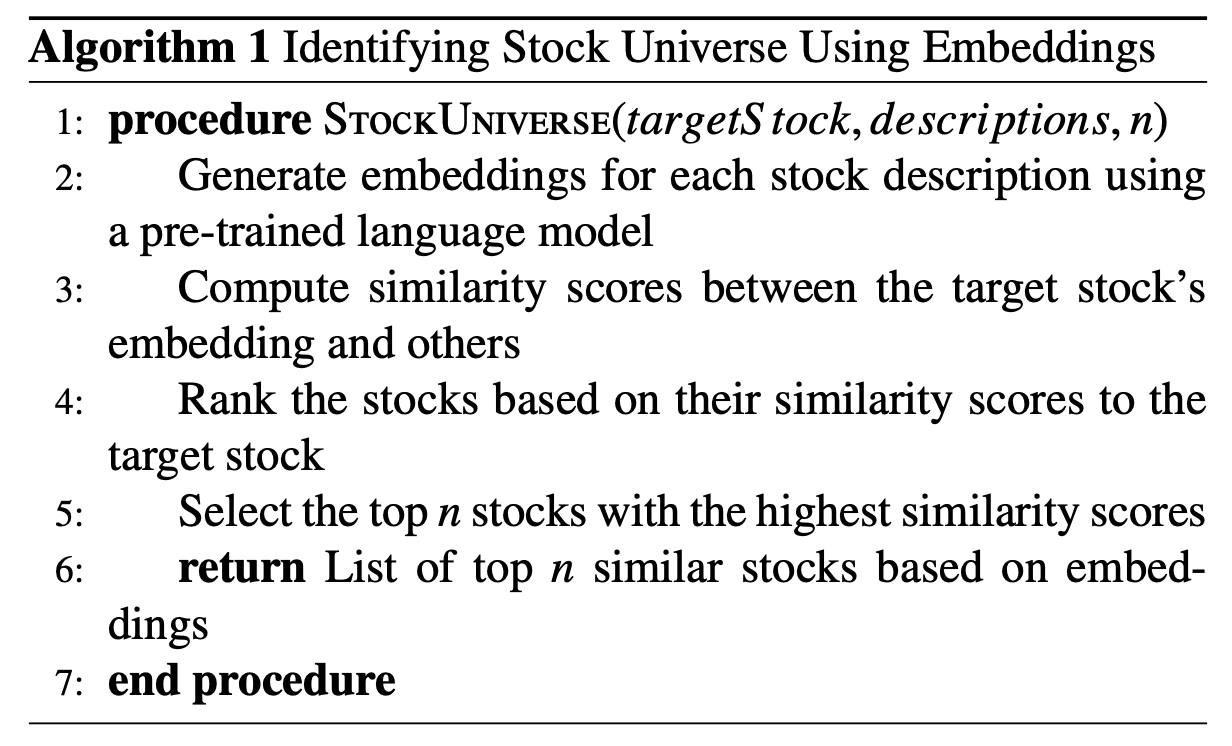 Algorithm 1 Identifying Stock Universe Using Embeddings
1: procedure StockUniverse(targetStock, descriptions, n)
2: Generate embeddings for each stock description using
a pre-trained language model
3: Compute similarity scores between the target stock's
embedding and others
4: Rank the stocks based on their similarity scores to the
target stock
5: Select the top n stocks with the highest similarity scores
6: return List of top n similar stocks based on embed-
dings
7: end procedure